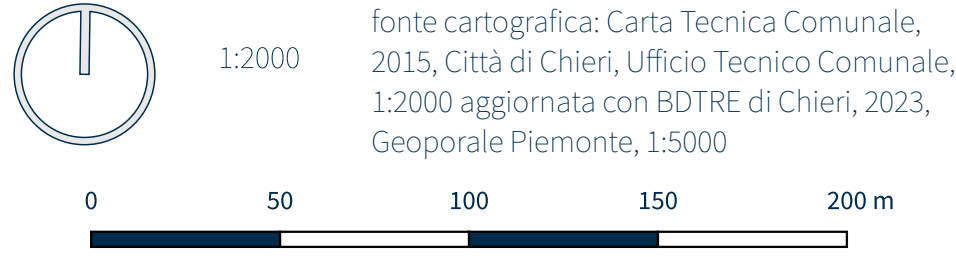 1:2000
fonte cartografica: Carta Tecnica Comunale,
2015, Città di Chieri, Ufficio Tecnico Comunale,
1:2000 aggiornata con BDTRE di Chieri, 2023,
Geoporale Piemonte, 1:5000
0 50 100 150 200 m